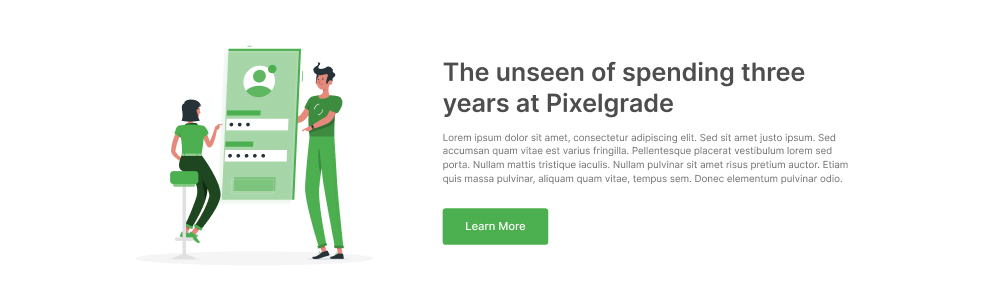 The unseen of spending three
years at Pixelgrade
Lorem ipsum dolor sit amet, consectetur adipiscing elit. Sed sit amet justo ipsum. Sed
accumsan quam vitae est varius fringilla. Pellentesque placerat vestibulum lorem sed
porta. Nullam mattis tristique iaculis. Nullam pulvinar sit amet risus pretium auctor. Etiam
quis massa pulvinar, aliquam quam vitae, tempus sem. Donec elementum pulvinar odio.
Learn More